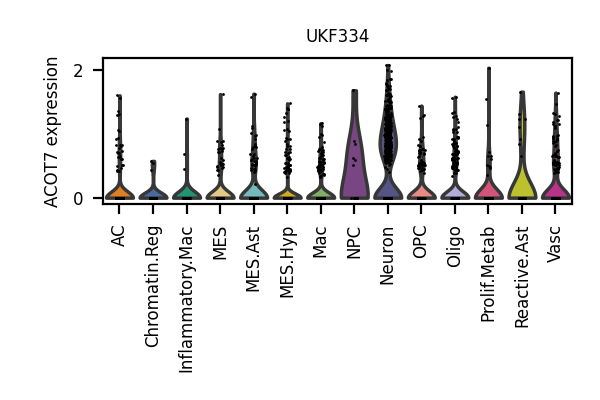 UKF334
ACOT7 expression
2
0
AC
Chromatin.Reg
Inflammatory.Mac
MES
MES.Ast
MES.Hyp
Mac
NPC
Neuron
OPC
Oligo
Prolif.Metab
Reactive.Ast
Vasc